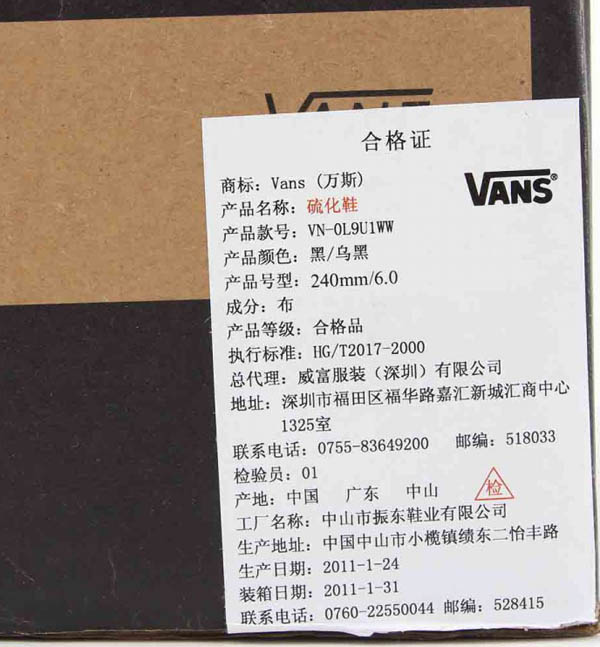 VANS
合格证
商标：Vans (万斯)
VANS®
产品名称：硫化鞋
产品款号：VN-0L9U1WW
产品颜色：黑/乌黑
产品号型：240mm/6.0
成分：布
产品等级：合格品
执行标准：HG/T2017-2000
总代理：威富服装（深圳）有限公司
地址：深圳市福田区福华路嘉汇新城汇商中心
1325室
联系电话：0755-83649200 邮编：518033
检验员：01
产地：中国 广东 中山
检
工厂名称：中山市振东鞋业有限公司
生产地址：中国中山市小榄镇绩东二怡丰路
生产日期：2011-1-24
装箱日期：2011-1-31
联系电话：0760-22550044 邮编：528415